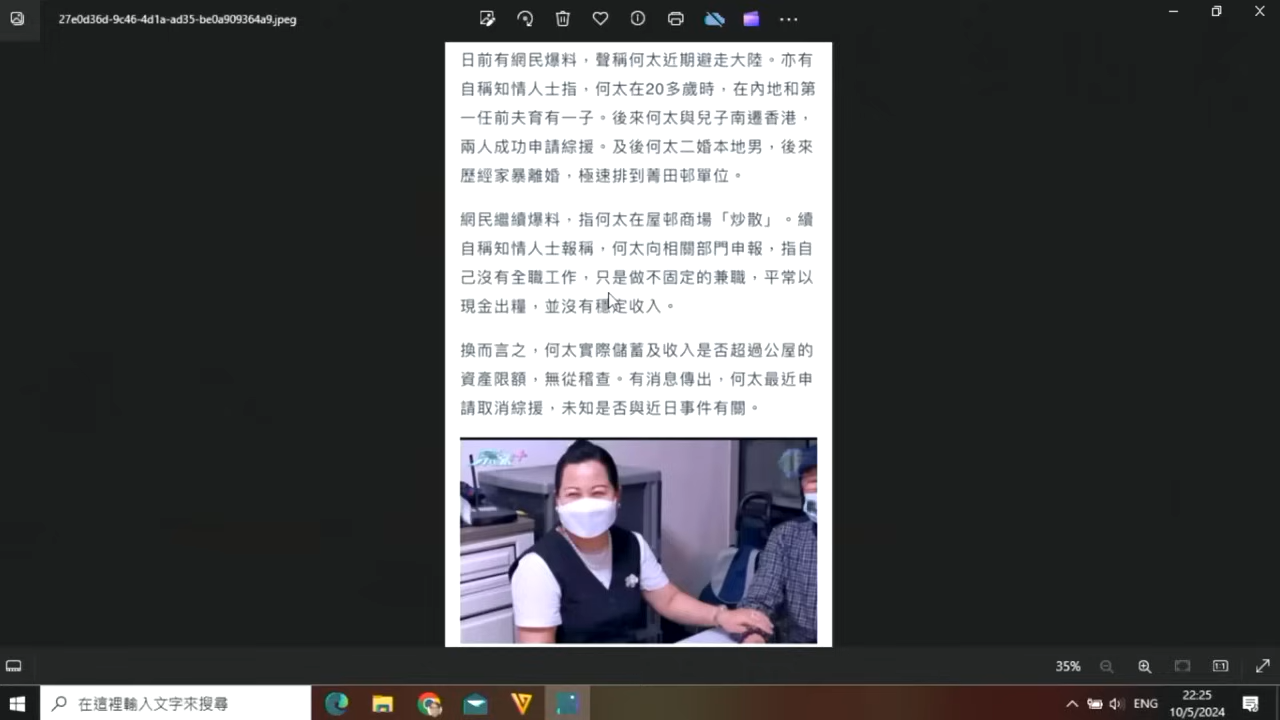 27e0d36d-9c46-4d1a-ad35-be0a909364a9.jpeg
日前有網民爆料，聲稱何太近期避走大陸。亦有
自稱知情人士指，何太在20多歲時，在內地和第
一任前夫育有一子。後來何太與兒子南遷香港，
兩人成功申請綜援。及後何太二婚本地男，後來
歷經家暴離婚，極速排到菁田邨單位。
網民繼續爆料，指何太在屋邨商場「炒散」。續
自稱知情人士報稱，何太向相關部門申報，指自
己沒有全職工作，只是做不固定的兼職，平常以
現金出糧，並沒有穩定收入。
換而言之，何太實際儲蓄及收入是否超過公屋的
資產限額，無從稽查。有消息傳出，何太最近申
請取消綜援，未知是否與近日事件有關。
35%
1:1
在這裡輸入文字來搜尋
ENG
22:25
10/5/2024